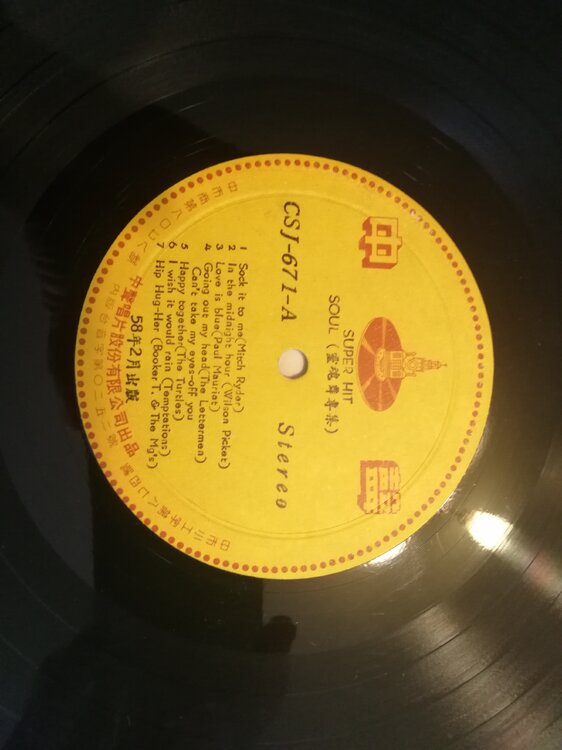 中 聲
SUPER HIT
SOUL (靈魂舞專集)
CSJ-671-A Stereo
1 Sock it to me(Mitch Ryder)
2 In the midnight hour (Wilson Picket)
3 Love is blue(Paul Mauriat)
4 Going out my head(The Lettermen)
Can't take my eyes-off you
5 Happy together(The Turtles)
6 I wish it would rain (Temptations)
7 Hip Hug-Her (Booker T. & The Mg's)
58年2月出版
中聲唱片股份有限公司出品